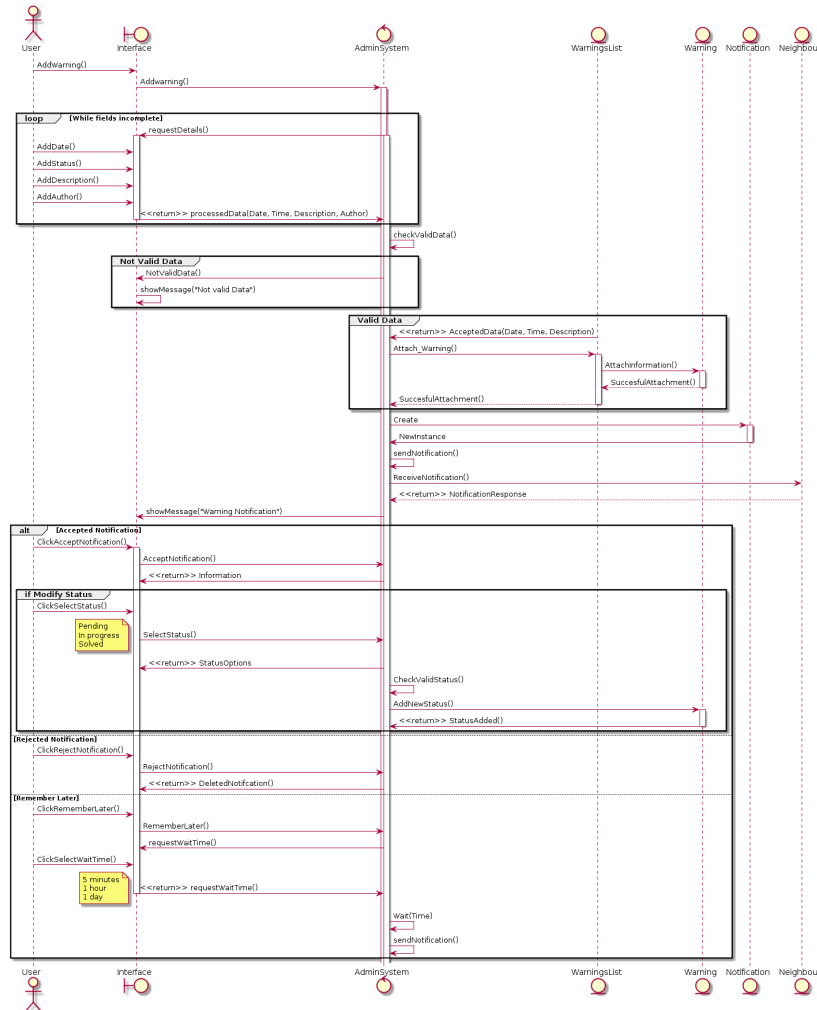 User
Interface
AdminSystem
WarningsList
Warning
Notification
Neighbou
AddWarning()
Addwarning()
loop [While fields incomplete]
requestDetails()
AddDate()
AddStatus()
AddDescription()
AddAuthor()
<<return>> processedData(Date, Time, Description, Author)
checkValidData()
Not Valid Data
NotValidData()
showMessage("Not valid Data")
Valid Data
<<return>> AcceptedData(Date, Time, Description)
Attach_Warning()
AttachInformation()
SuccesfulAttachment()
SuccesfulAttachment()
Create
NewInstance
sendNotification()
ReceiveNotification()
<<return>> NotificationResponse
showMessage("Warning Notification")
alt [Accepted Notification]
ClickAcceptNotification()
AcceptNotification()
<<return>> Information
if Modify Status
ClickSelectStatus()
Pending
In progress
Solved
SelectStatus()
<<return>> StatusOptions
CheckValidStatus()
AddNewStatus()
<<return>> StatusAdded()
[Rejected Notification]
ClickRejectNotification()
RejectNotification()
<<return>> DeletedNotifcation()
[Remember Later]
ClickRememberLater()
RememberLater()
requestWaitTime()
ClickSelectWaitTime()
5 minutes
1 hour
1 day
<<return>> requestWaitTime()
Wait(Time)
sendNotification()
User
Interface
AdminSystem
WarningsList
Warning
Notification
Neighbou